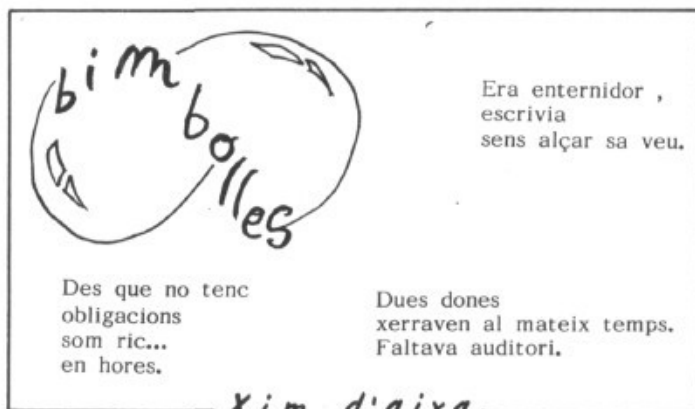 bim
bolles
Era enternidor ,
escrivia
sens alçar sa veu.
Des que no tenc
obligacions
som ric...
en hores.
Dues dones
xerraven al mateix temps.
Faltava auditori.
Xim d'aixa